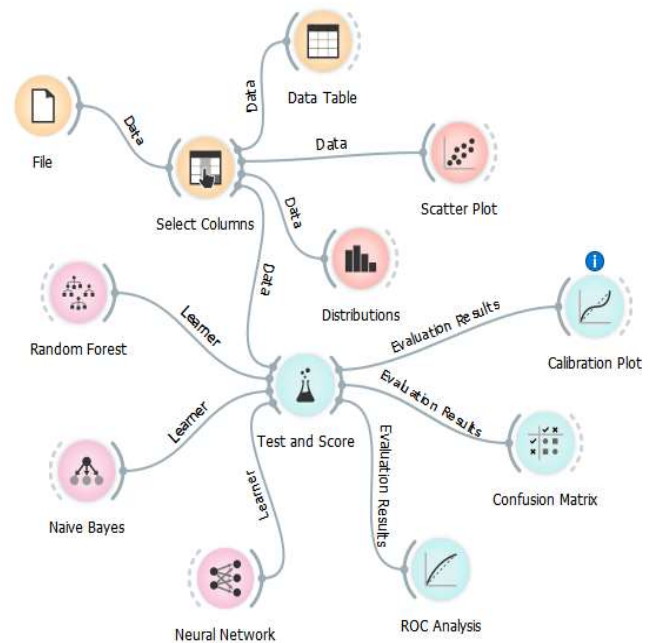 Data Table
Data
File
Data
Data
Select Columns
Scatter Plot
Data
Data
Distributions
Random Forest
Learner
Evaluation Results
Calibration Plot
Learner
Test and Score
Evaluation Results
Naive Bayes
Learner
Evaluation Results
Confusion Matrix
Neural Network
ROC Analysis
i